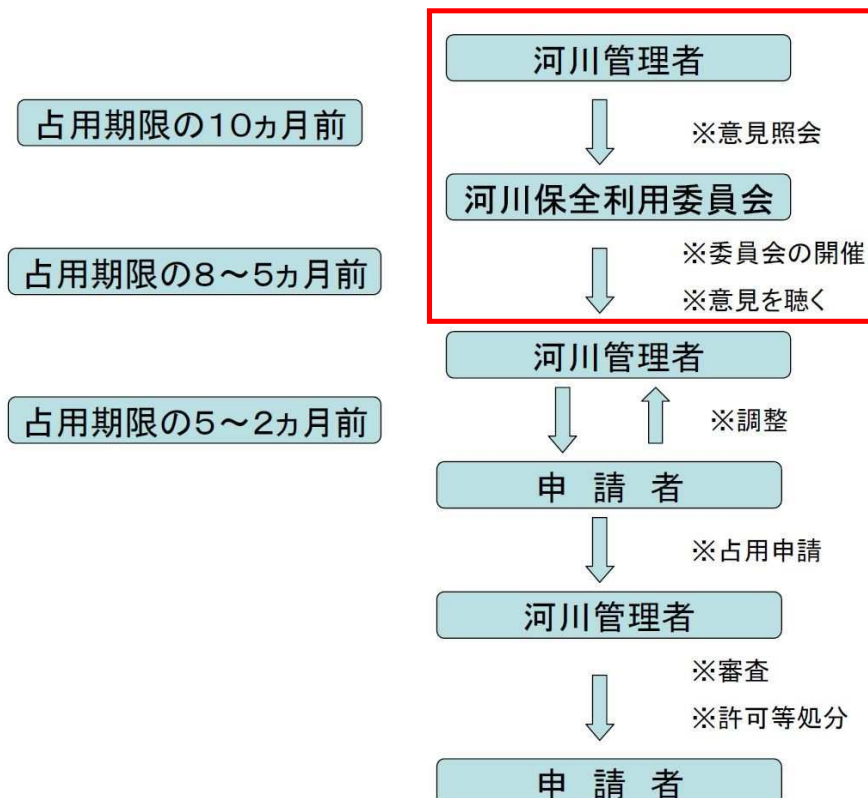 河川管理者
占用期限の10ヵ月前
※意見照会
河川保全利用委員会
※委員会の開催
占用期限の8～5ヵ月前
※意見を聴く
河川管理者
占用期限の5～2ヵ月前
※調整
申 請 者
※占用申請
河川管理者
※審査
※許可等処分
申 請 者